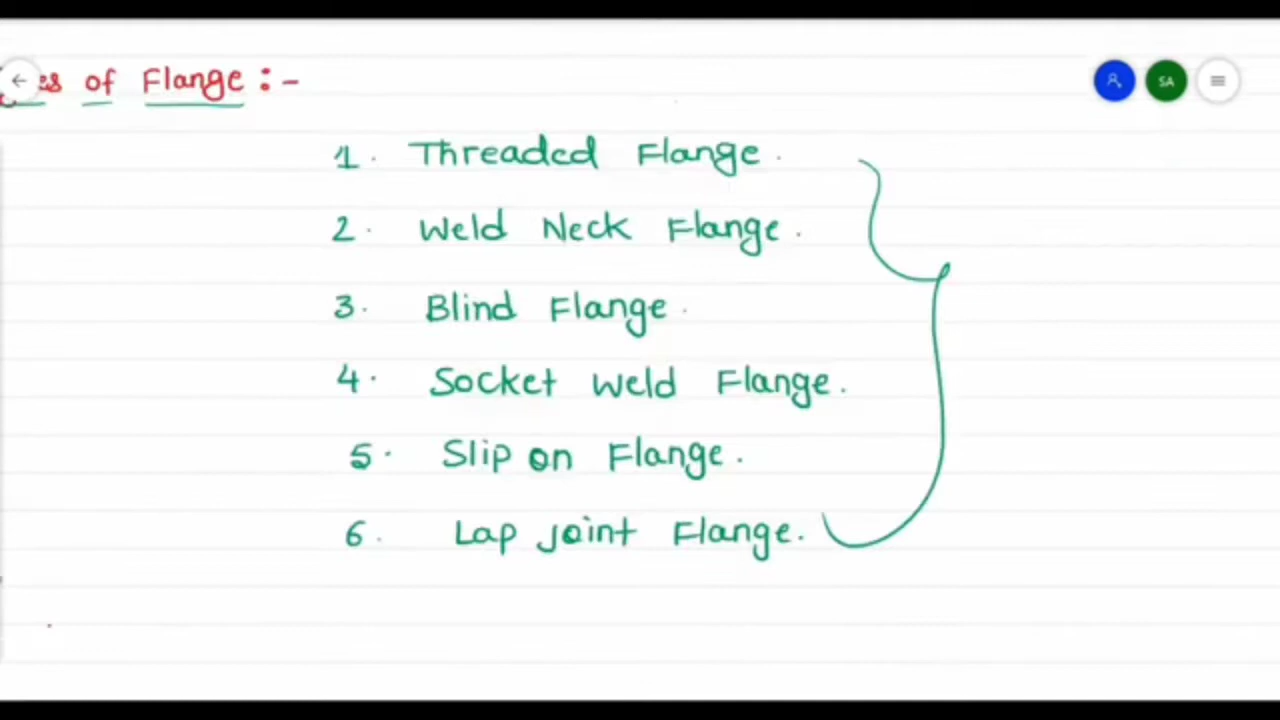 of Flange :-
1. Threaded Flange.
2. Weld Neck Flange.
3. Blind Flange.
4. Socket Weld Flange.
5. Slip on Flange.
6. Lap joint Flange.
SA